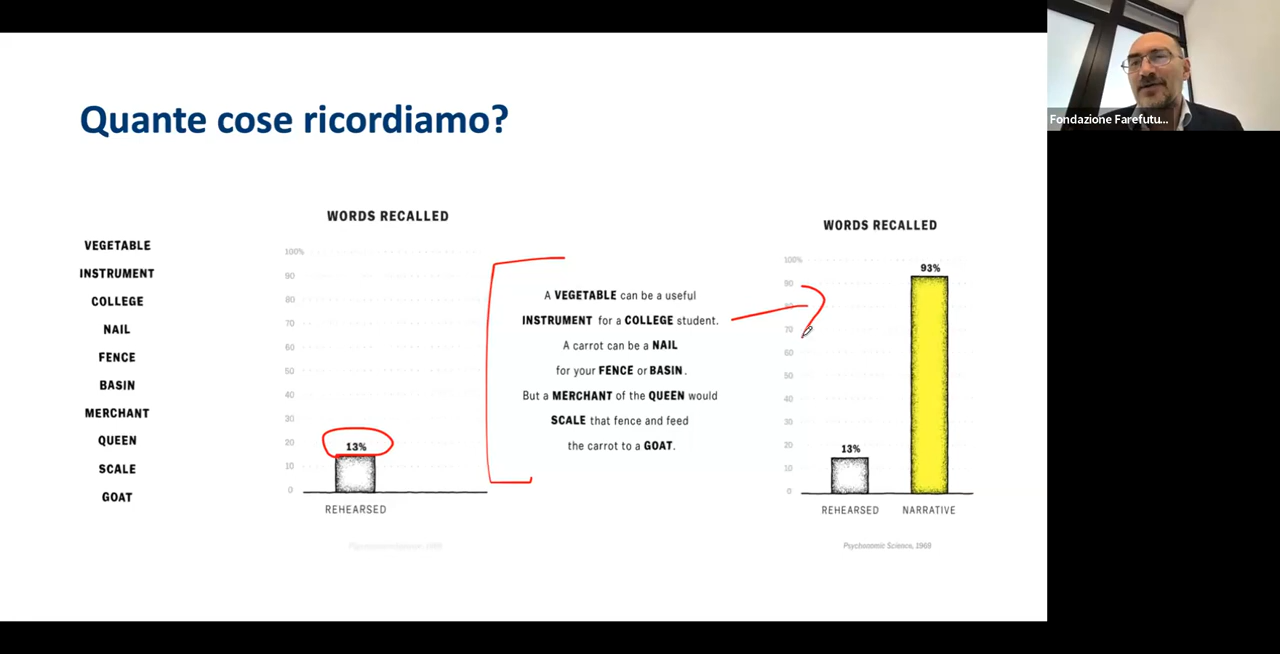 Quante cose ricordiamo?
VEGETABLE
INSTRUMENT
COLLEGE
NAIL
FENCE
BASIN
MERCHANT
QUEEN
SCALE
GOAT
WORDS RECALLED
100%
90
80
70
60
50
40
30
20
10
0
13%
REHEARSED
A VEGETABLE can be a useful
INSTRUMENT for a COLLEGE student.
A carrot can be a NAIL
for your FENCE or BASIN.
But a MERCHANT of the QUEEN would
SCALE that fence and feed
the carrot to a GOAT.
WORDS RECALLED
100%
90
80
70
60
50
40
30
20
10
0
13%
93%
REHEARSED NARRATIVE
Psychonomic Science, 1969
Fondazione Farefutu...